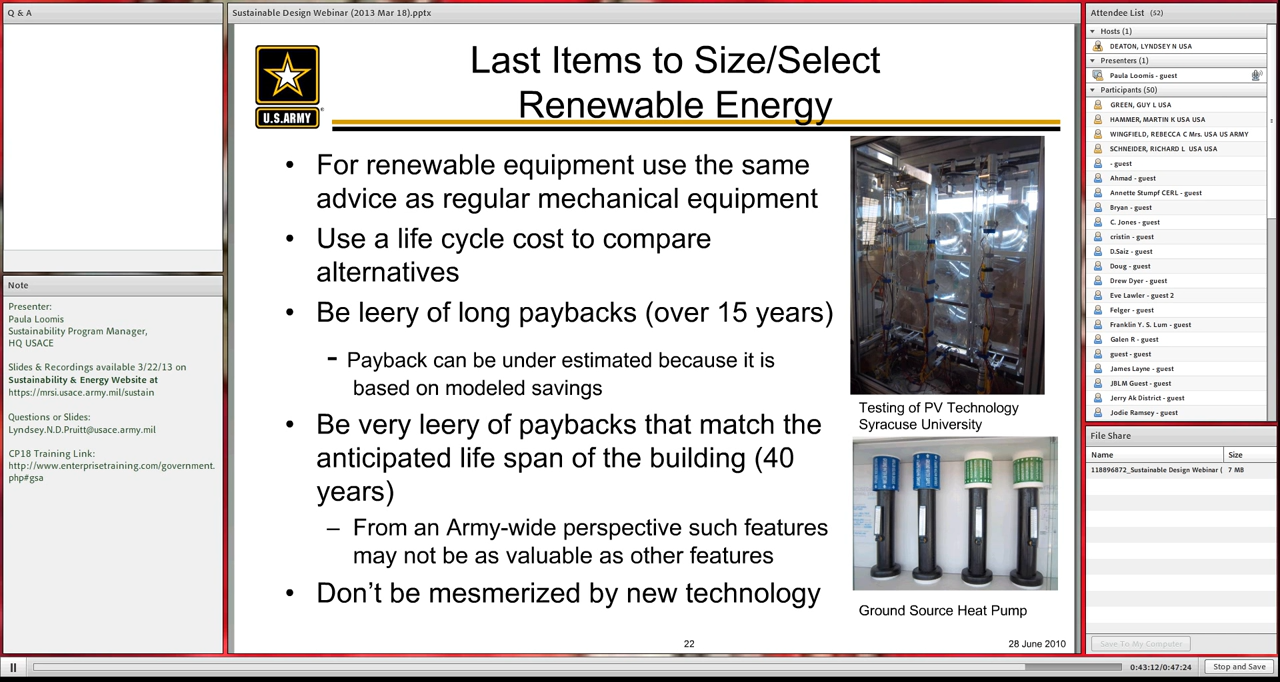 Q & A
Note
Presenter:
Paula Loomis
Sustainability Program Manager,
HQ USACE
Slides & Recordings available 3/22/13 on
Sustainability & Energy Website at
https://mrsi.usace.army.mil/sustain
Questions or Slides:
Lyndsey.N.D.Pruitt@usace.army.mil
CP18 Training Link:
http://www.enterprisetraining.com/government.
php#gsa
Sustainable Design Webinar (2013 Mar 18).pptx
U.S.ARMY
Last Items to Size/Select
Renewable Energy
• For renewable equipment use the same
advice as regular mechanical equipment
• Use a life cycle cost to compare
alternatives
• Be leery of long paybacks (over 15 years)
- Payback can be under estimated because it is
based on modeled savings
• Be very leery of paybacks that match the
anticipated life span of the building (40
years)
– From an Army-wide perspective such features
may not be as valuable as other features
• Don't be mesmerized by new technology
Testing of PV Technology
Syracuse University
Ground Source Heat Pump
22
28 June 2010
Attendee List (52)
Hosts (1)
DEATON, LYNDSEY N USA
Presenters (1)
Paula Loomis - guest
Participants (50)
GREEN, GUY L USA
HAMMER, MARTIN K USA USA
WINGFIELD, REBECCA C Mrs. USA US ARMY
SCHNEIDER, RICHARD L USA USA
- guest
Ahmad - guest
Annette Stumpf CERL - guest
Bryan - guest
C. Jones - guest
cristin - guest
D.Saiz - guest
Doug - guest
Drew Dyer - guest
Eve Lawler - guest 2
Felger - guest
Franklin Y. S. Lum - guest
Galen R - guest
guest - guest
James Layne - guest
JBLM Guest - guest
Jerry Ak District - guest
Jodie Ramsey - guest
File Share
Name Size
118896872_Sustainable Design Webinar ( 7 MB
Save To My Computer
0:43:12/0:47:24
Stop and Save